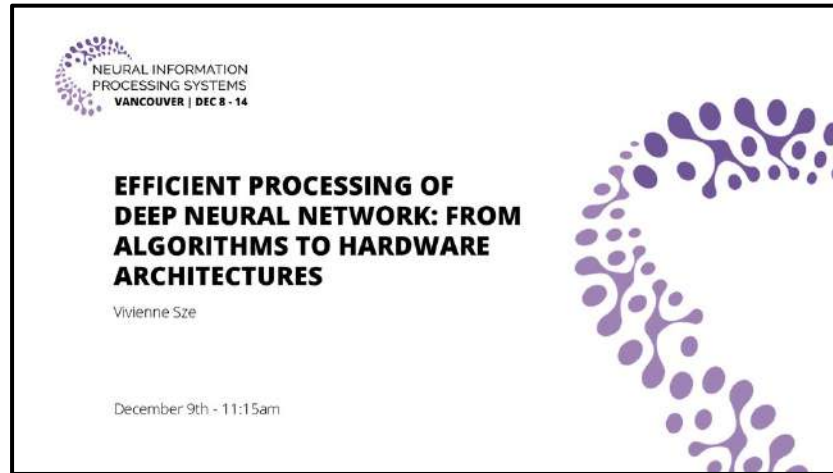 NEURAL INFORMATION
PROCESSING SYSTEMS
VANCOUVER | DEC 8 - 14
EFFICIENT PROCESSING OF
DEEP NEURAL NETWORK: FROM
ALGORITHMS TO HARDWARE
ARCHITECTURES
Vivienne Sze
December 9th - 11:15am